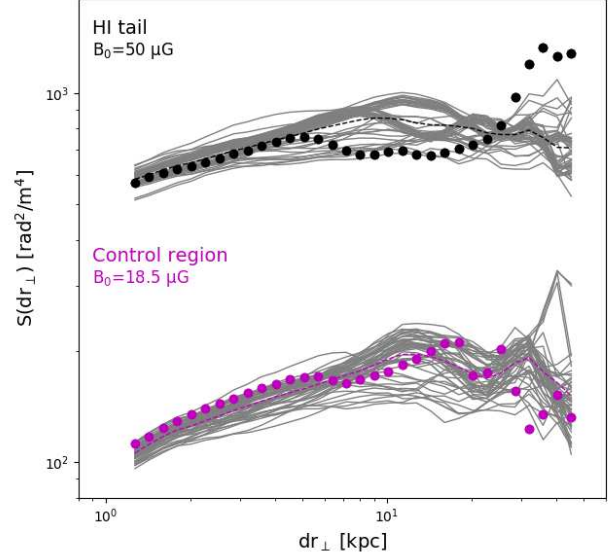 HI tail
B₀=50 μG
10³
Control region
B₀=18.5 μG
10²
S(dr⊥) [rad²/m⁴]
10⁰
10¹
dr⊥ [kpc]